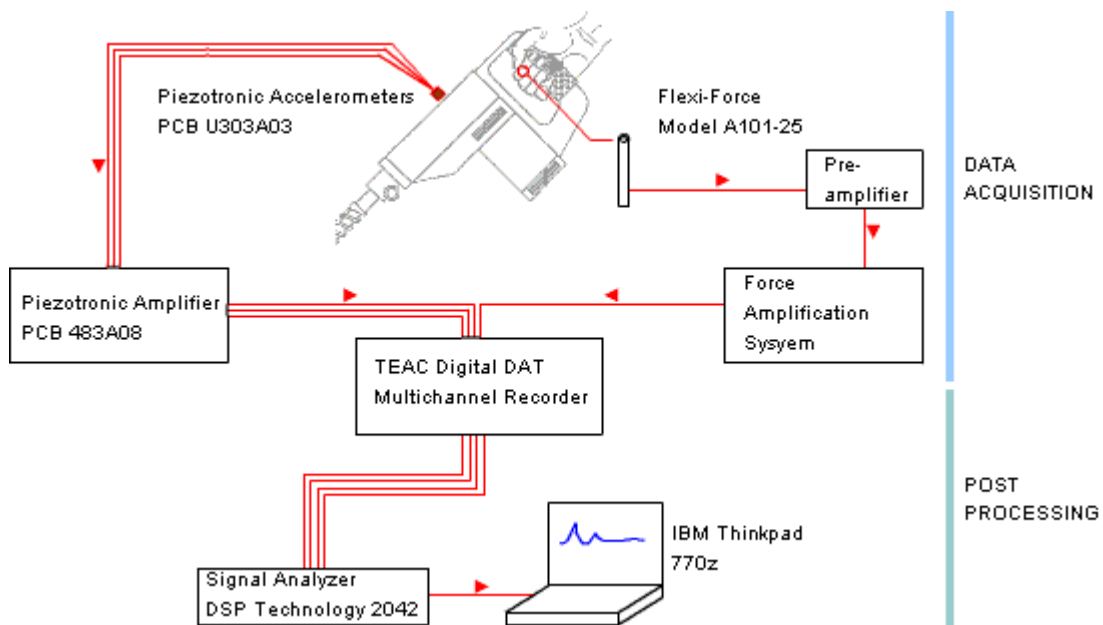 Piezotronic Accelerometers
PCB U303A03
Flexi-Force
Model A101-25
Pre-
amplifier
DATA
ACQUISITION
Piezotronic Amplifier
PCB 483A08
Force
Amplification
Sysyem
TEAC Digital DAT
Multichannel Recorder
POST
PROCESSING
IBM Thinkpad
770z
Signal Analyzer
DSP Technology 2042